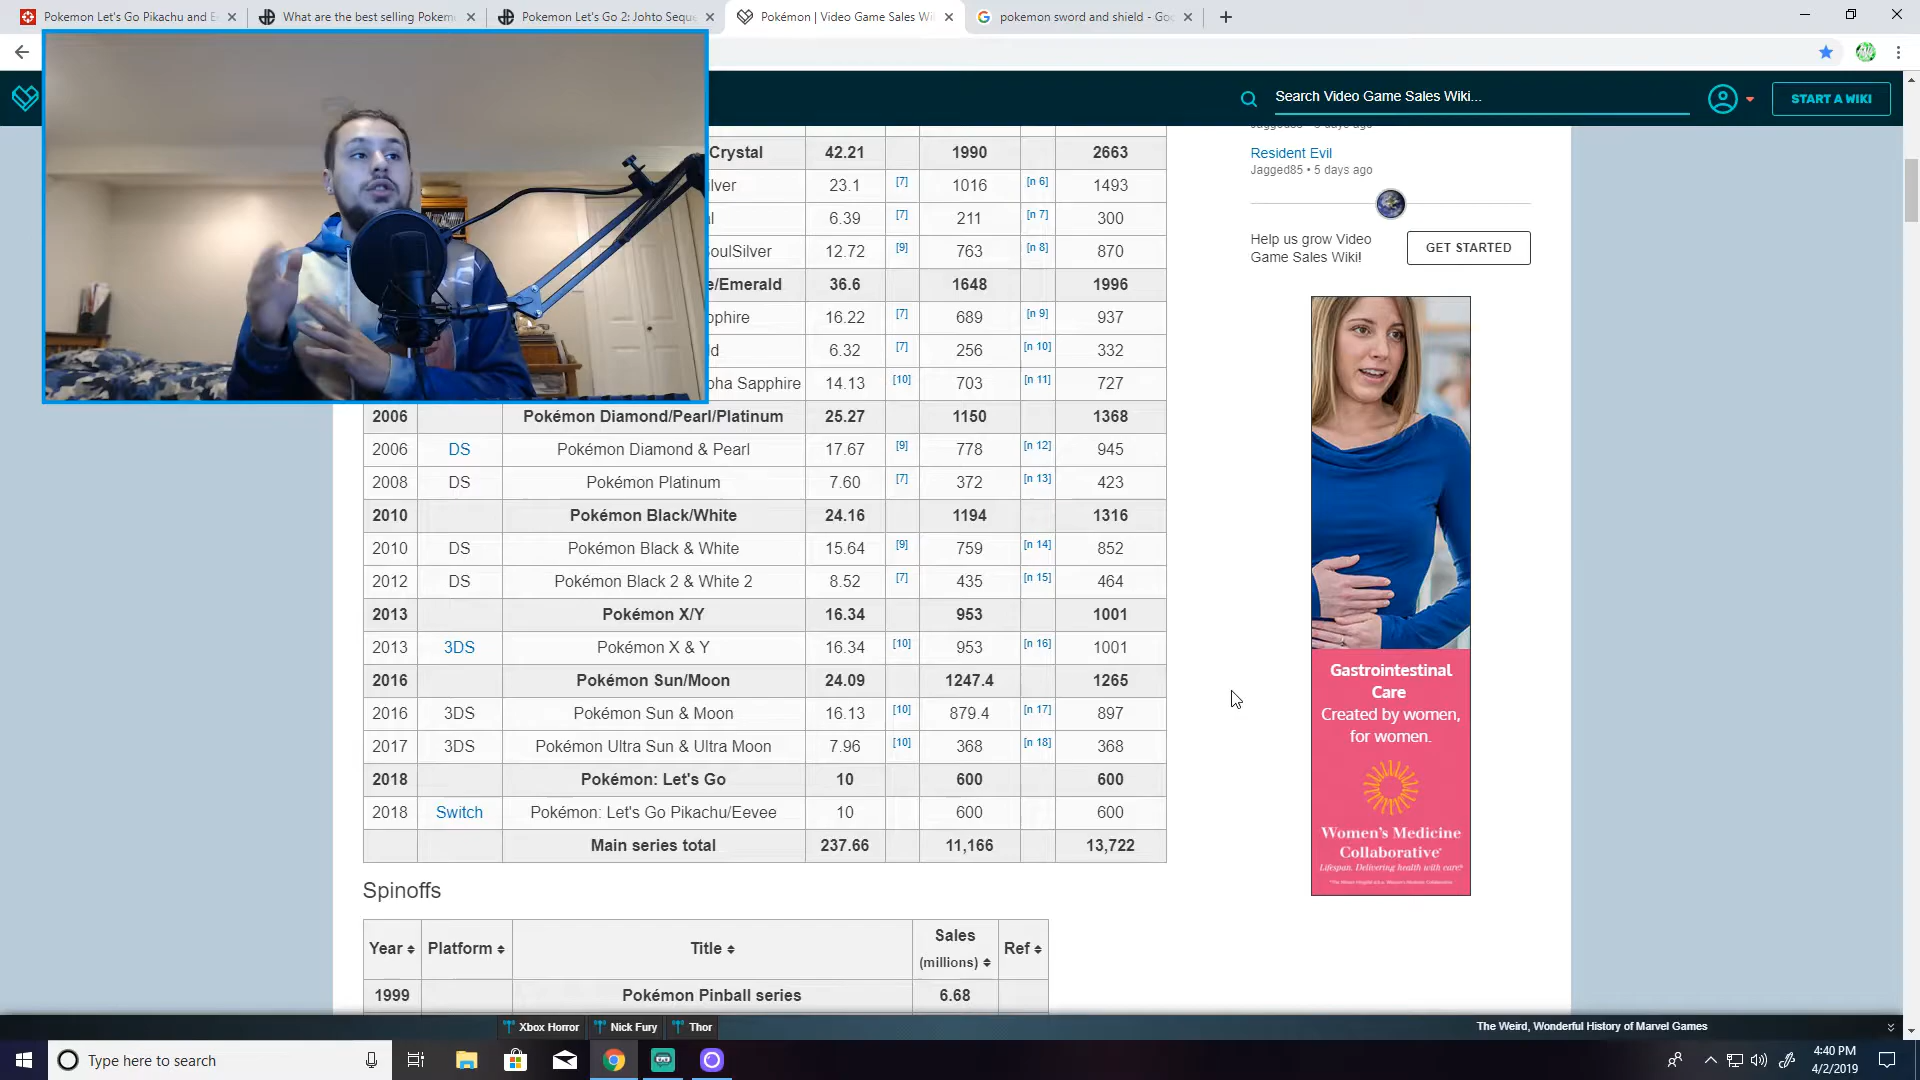 Pokemon Let's Go Pikachu and E
What are the best selling Pokem
Pokemon Let's Go 2: Johto Seque
Pokémon | Video Game Sales Wi
pokemon sword and shield - Goo
Search Video Game Sales Wiki...
START A WIKI
Crystal 42.21 1990 2663
lver 23.1 [7] 1016 [n 6] 1493
al 6.39 [7] 211 [n 7] 300
SoulSilver 12.72 [9] 763 [n 8] 870
e/Emerald 36.6 1648 1996
pphire 16.22 [7] 689 [n 9] 937
ld 6.32 [7] 256 [n 10] 332
pha Sapphire 14.13 [10] 703 [n 11] 727
2006 Pokémon Diamond/Pearl/Platinum 25.27 1150 1368
2006 DS Pokémon Diamond & Pearl 17.67 [9] 778 [n 12] 945
2008 DS Pokémon Platinum 7.60 [7] 372 [n 13] 423
2010 Pokémon Black/White 24.16 1194 1316
2010 DS Pokémon Black & White 15.64 [9] 759 [n 14] 852
2012 DS Pokémon Black 2 & White 2 8.52 [7] 435 [n 15] 464
2013 Pokémon X/Y 16.34 953 1001
2013 3DS Pokémon X & Y 16.34 [10] 953 [n 16] 1001
2016 Pokémon Sun/Moon 24.09 1247.4 1265
2016 3DS Pokémon Sun & Moon 16.13 [10] 879.4 [n 17] 897
2017 3DS Pokémon Ultra Sun & Ultra Moon 7.96 [10] 368 [n 18] 368
2018 Pokémon: Let's Go 10 600 600
2018 Switch Pokémon: Let's Go Pikachu/Eevee 10 600 600
Main series total 237.66 11,166 13,722
Spinoffs
Year Platform Title Sales (millions) Ref
1999 Pokémon Pinball series 6.68
Jagged85 • 5 days ago
Resident Evil
Jagged85 • 5 days ago
Help us grow Video
Game Sales Wiki!
GET STARTED
Gastrointestinal
Care
Created by women,
for women.
Women's Medicine
Collaborative
Lifespan. Delivering health with care.®
Xbox Horror
Nick Fury
Thor
The Weird, Wonderful History of Marvel Games
Type here to search
4:40 PM
4/2/2019